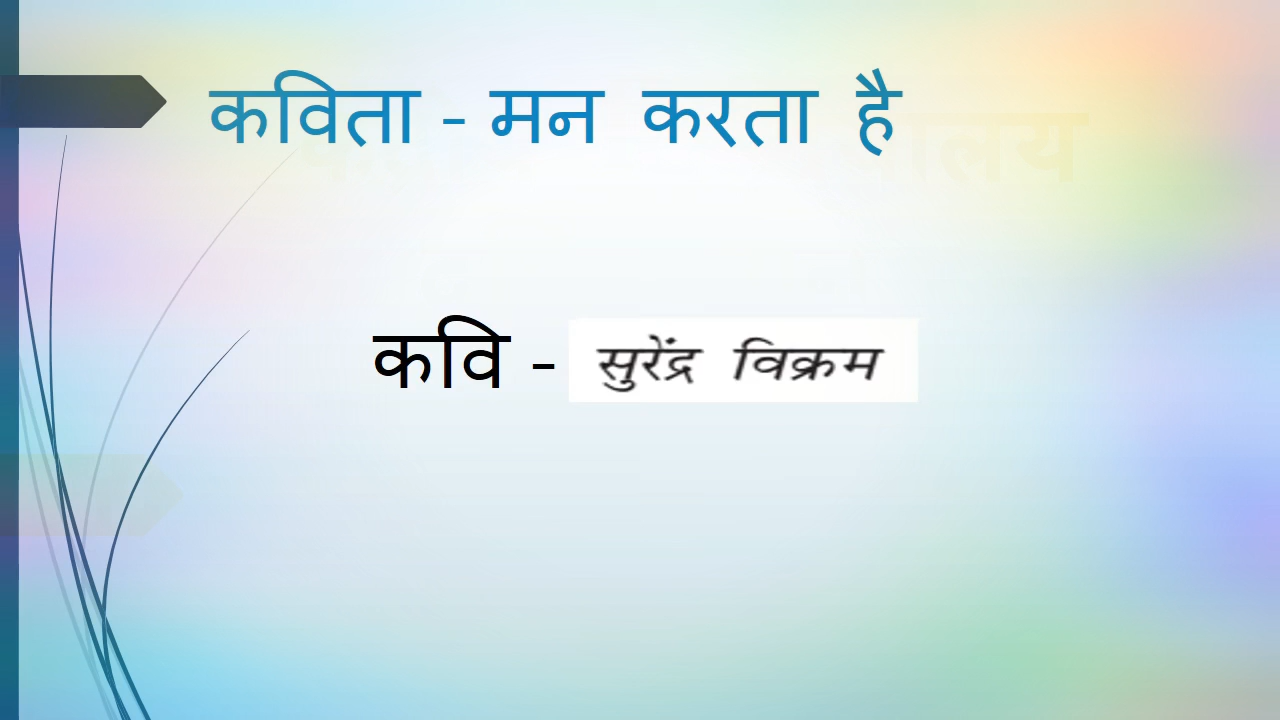 कविता - मन करता है
कवि - सुरेंद्र विक्रम